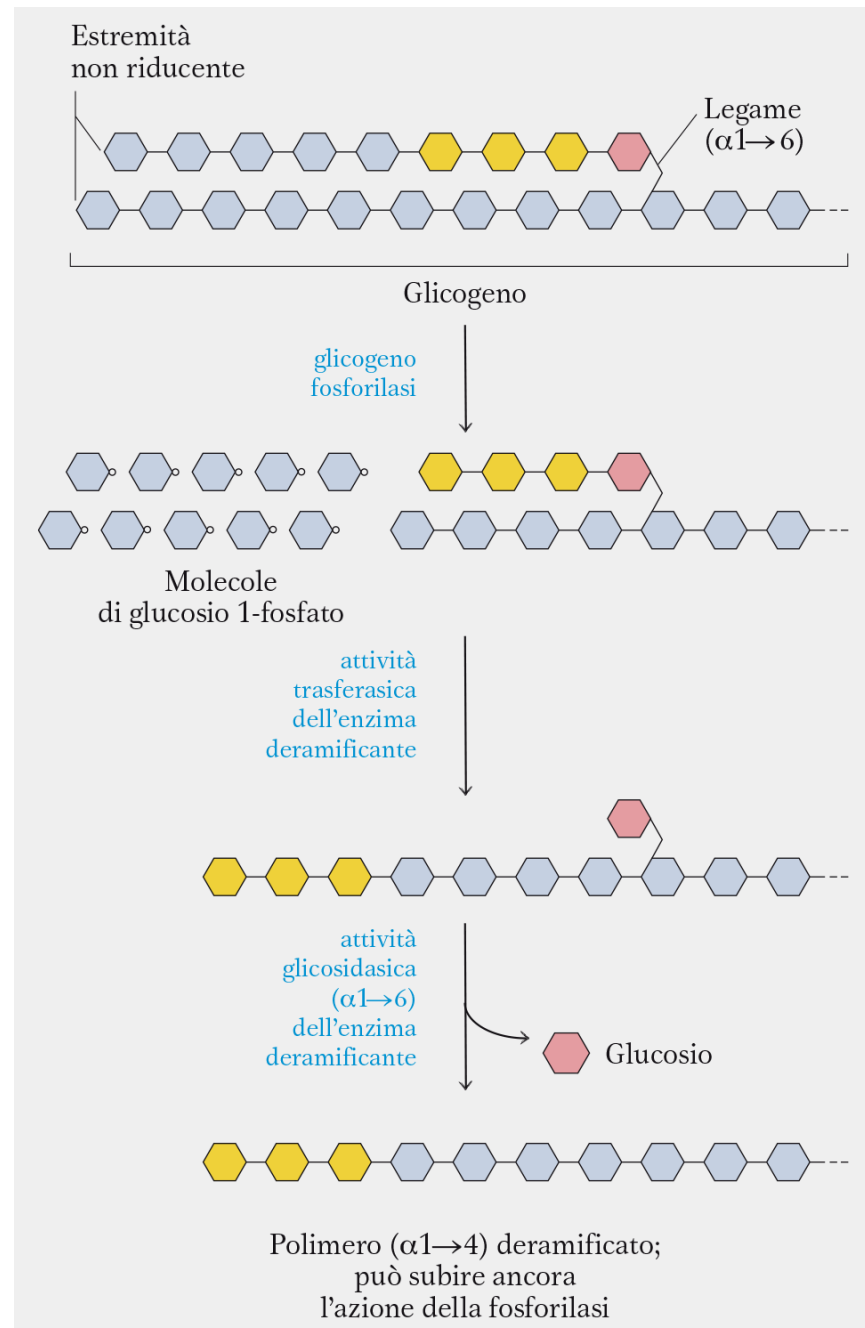 Estremità
non riducente
Legame
(α1→6)
Glicogeno
glicogeno
fosforilasi
Molecole
di glucosio 1-fosfato
attività
trasferasica
dell'enzima
deramificante
attività
glicosidasica
(α1→6)
dell'enzima
deramificante
Glucosio
Polimero (α1→4) deramificato;
può subire ancora
l'azione della fosforilasi